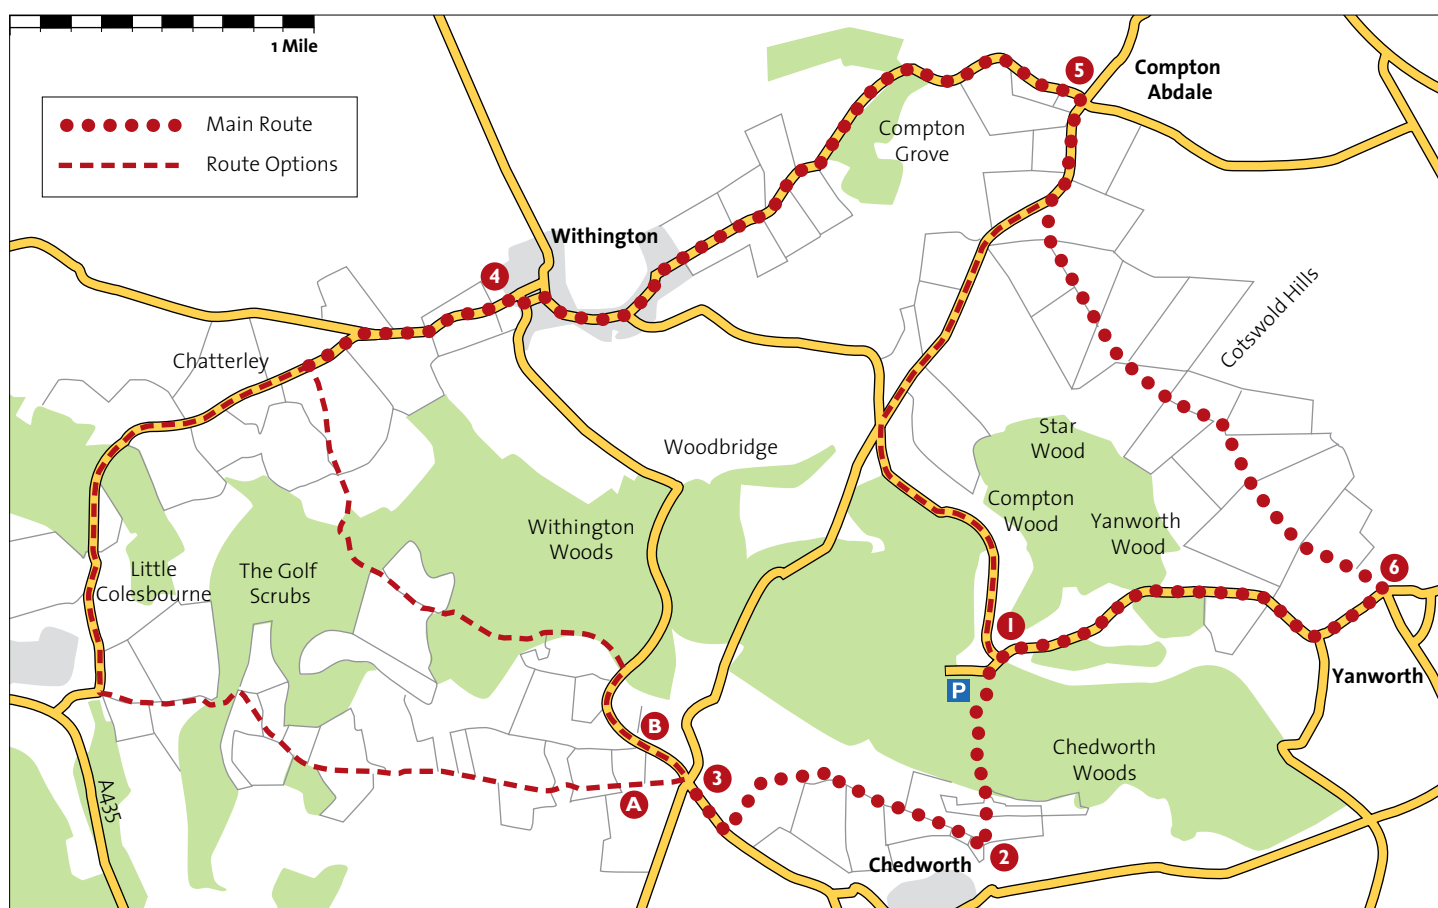 1 Mile
Main Route
Route Options
5
Compton
Abdale
Compton
Grove
Withington
4
Chatterley
Cotswold Hills
Woodbridge
Star
Wood
Compton
Wood
Yanworth
Wood
Withington
Woods
Little
Colesbourne
The Golf
Scrubs
6
1
Yanworth
P
B
Chedworth
Woods
3
A
A435
2
Chedworth